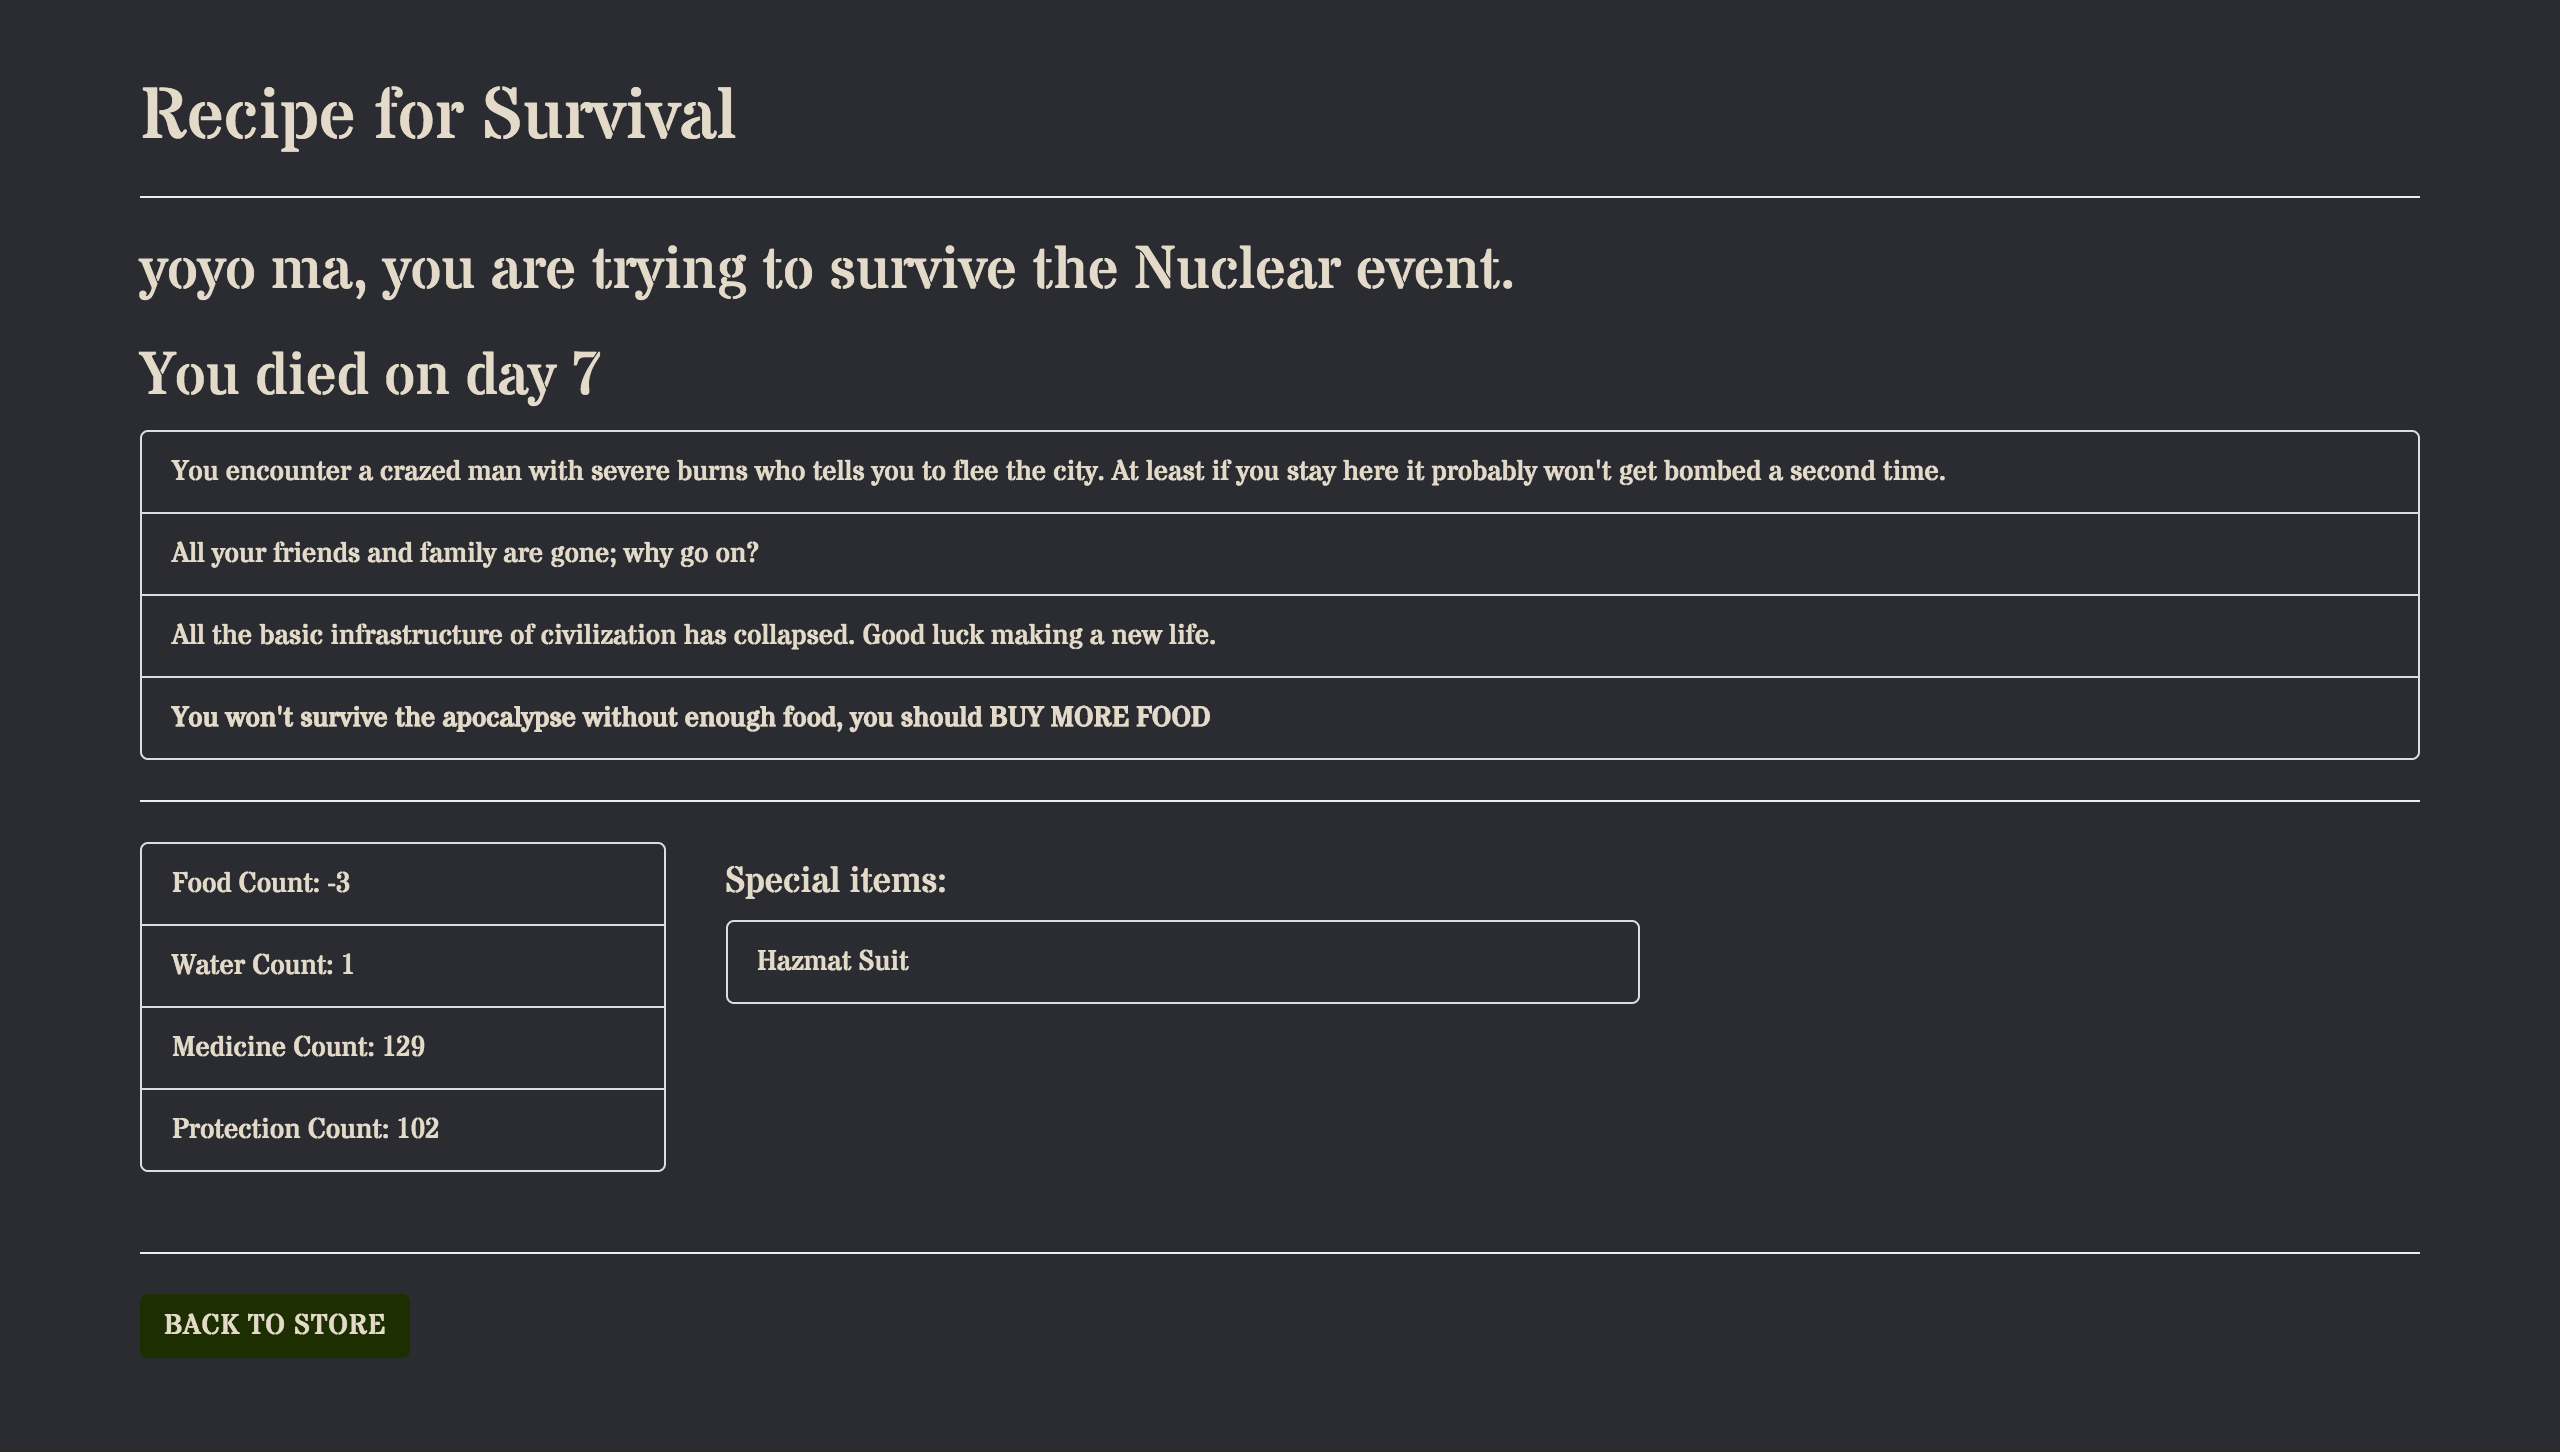 Recipe for Survival
yoyo ma, you are trying to survive the Nuclear event.
You died on day 7
You encounter a crazed man with severe burns who tells you to flee the city. At least if you stay here it probably won't get bombed a second time.
All your friends and family are gone; why go on?
All the basic infrastructure of civilization has collapsed. Good luck making a new life.
You won't survive the apocalypse without enough food, you should BUY MORE FOOD
Food Count: -3
Water Count: 1
Medicine Count: 129
Protection Count: 102
Special items:
Hazmat Suit
BACK TO STORE